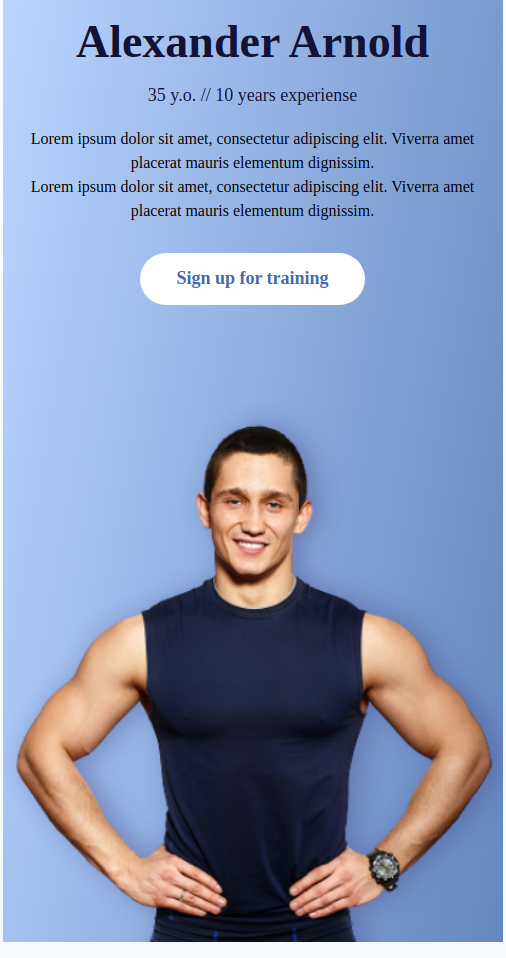 Alexander Arnold
35 y.o. // 10 years experiense
Lorem ipsum dolor sit amet, consectetur adipiscing elit. Viverra amet
placerat mauris elementum dignissim.
Lorem ipsum dolor sit amet, consectetur adipiscing elit. Viverra amet
placerat mauris elementum dignissim.
Sign up for training